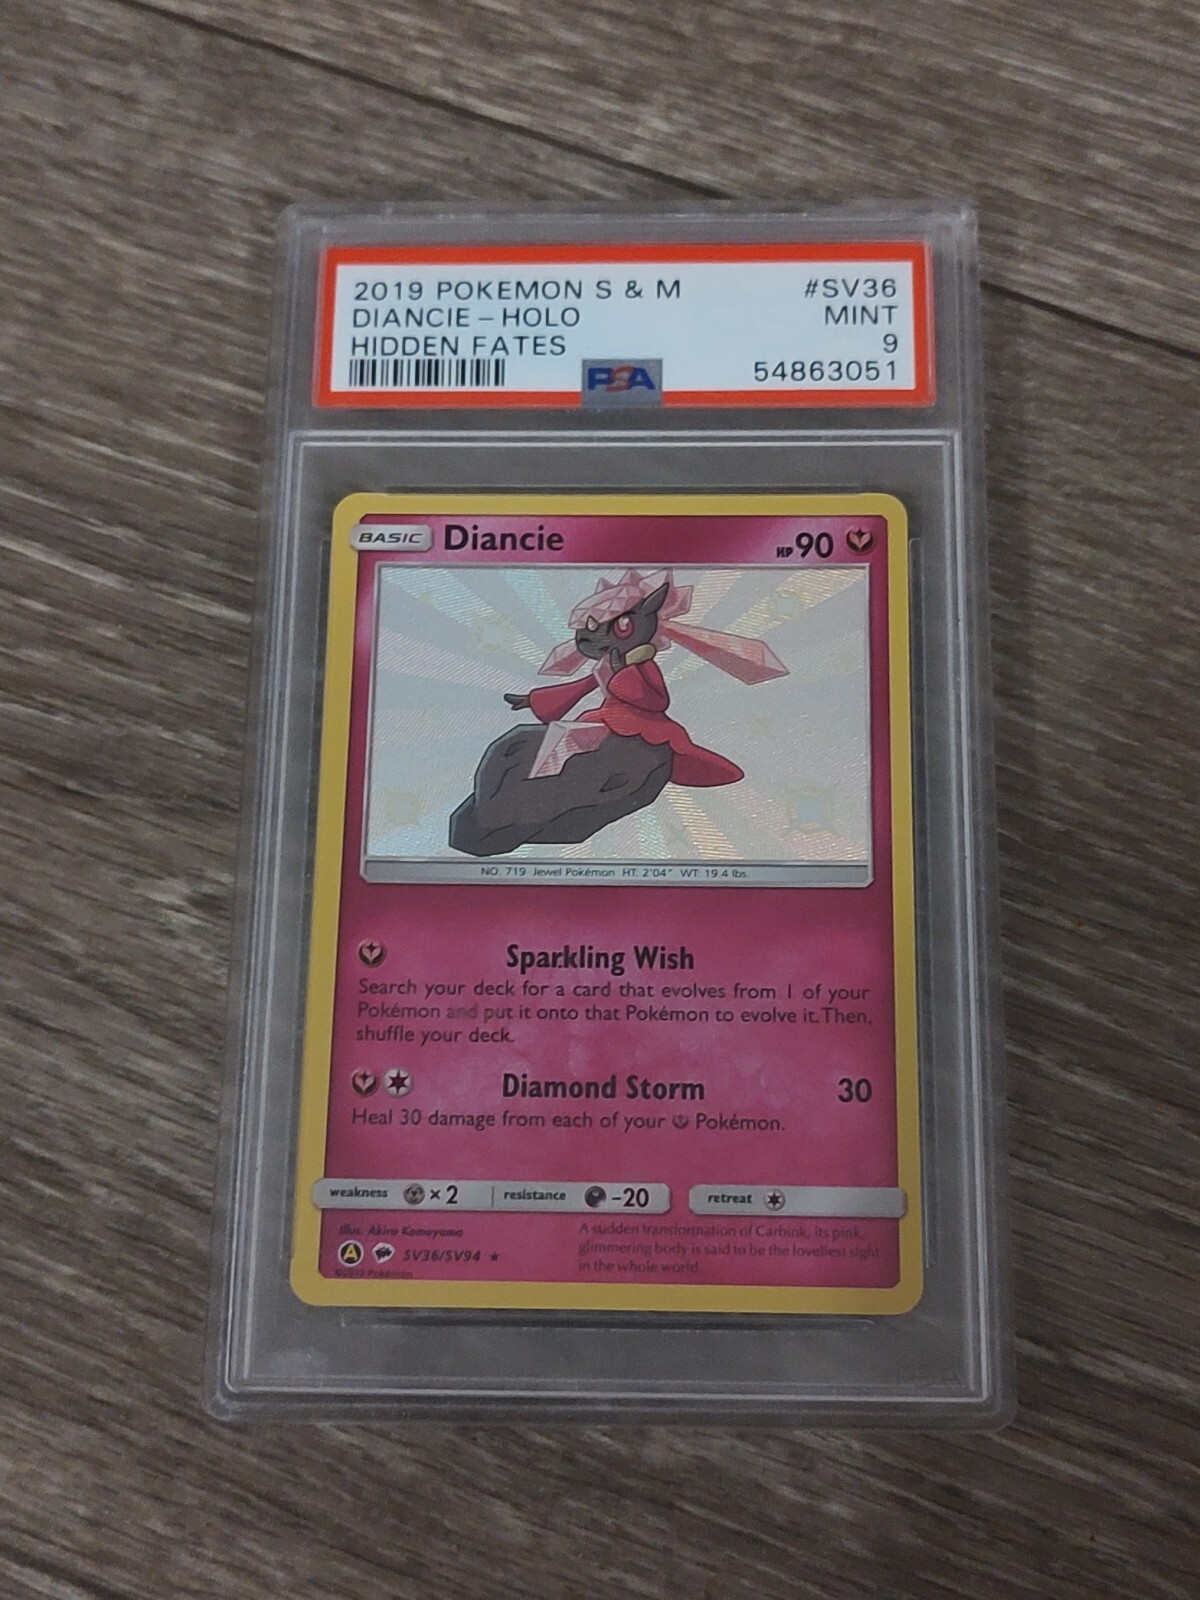 2019 POKEMON S & M #SV36
DIANCIE - HOLO MINT
HIDDEN FATES 9
PSA 54863051
BASIC Diancie HP 90
NO. 719 Jewel Pokémon HT: 2'04" WT: 19.4 lbs.
Sparkling Wish
Search your deck for a card that evolves from 1 of your
Pokémon and put it onto that Pokémon to evolve it. Then,
shuffle your deck.
Diamond Storm 30
Heal 30 damage from each of your Pokémon.
weakness ×2 resistance -20 retreat
Illus. Akira Komayama
A SV36/SV94
©2019 Pokémon
A sudden transformation of Carbink, its pink,
glimmering body is said to be the loveliest sight
in the whole world.